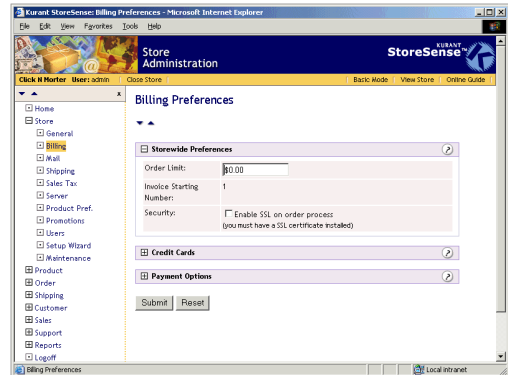 Kurant StoreSense: Billing Preferences - Microsoft Internet Explorer
File Edit View Favorites Tools Help
Store
Administration
KURANT
StoreSense™
Click N Morter User: admin Close Store Basic Mode View Store Online Guide
x
Home
Store
General
Billing
Mail
Shipping
Sales Tax
Server
Product Pref.
Promotions
Users
Setup Wizard
Maintenance
Product
Order
Shipping
Customer
Sales
Support
Reports
Logoff
Billing Preferences
Storewide Preferences ?
Order Limit: $0.00
Invoice Starting Number: 1
Security: Enable SSL on order process
(you must have a SSL certificate installed)
Credit Cards ?
Payment Options ?
Submit Reset
Billing Preferences Local intranet